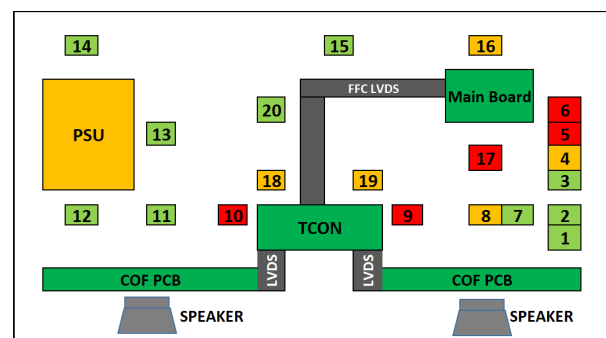 14
15
16
FFC LVDS
Main Board
PSU
20
6
13
5
17
4
18
19
3
12
11
10
TCON
9
8
7
2
1
LVDS
LVDS
COF PCB
COF PCB
SPEAKER
SPEAKER